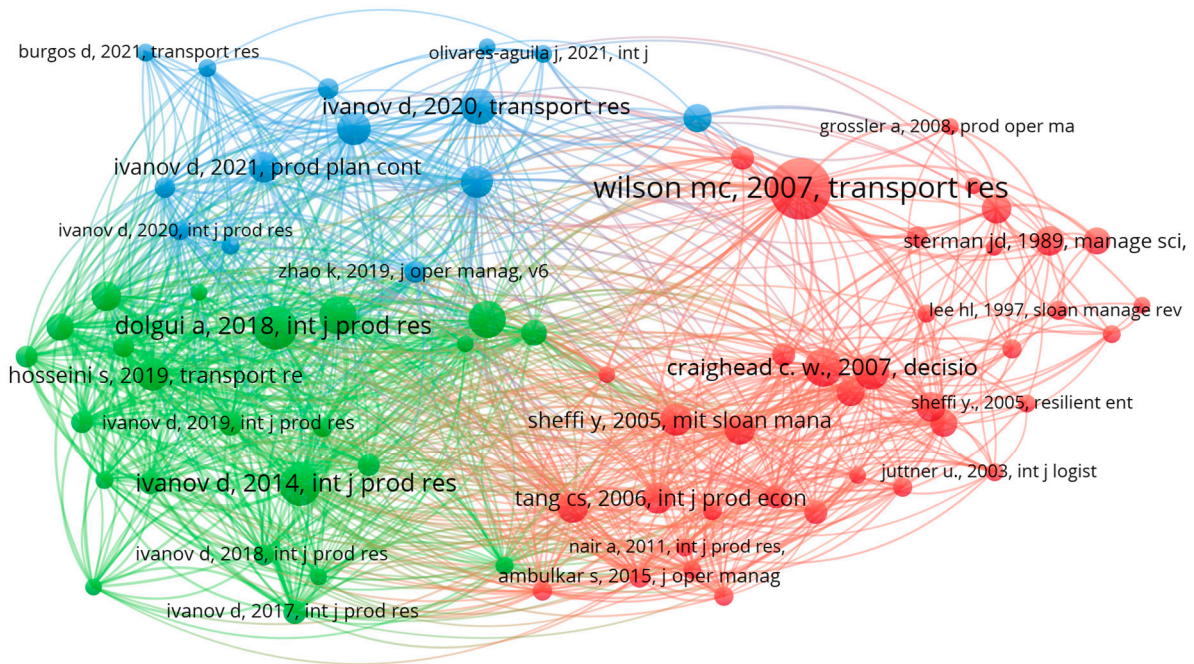 burgos d, 2021, transport res
olivares-aguila j, 2021, int j
ivanov d, 2020, transport res
grossler a, 2008, prod oper ma
ivanov d, 2021, prod plan cont
wilson mc, 2007, transport res
ivanov d, 2020, int j prod res
sterman jd, 1989, manage sci,
zhao k, 2019, j oper manag, v6
lee hl, 1997, sloan manage rev
dolgui a, 2018, int j prod res
hosseini s, 2019, transport re
craighead c. w., 2007, decisio
sheffi y., 2005, resilient ent
ivanov d, 2019, int j prod res
sheffi y, 2005, mit sloan mana
juttner u., 2003, int j logist
ivanov d, 2014, int j prod res
tang cs, 2006, int j prod econ
ivanov d, 2018, int j prod res
nair a, 2011, int j prod res,
ambulkar s, 2015, j oper manag
ivanov d, 2017, int j prod res